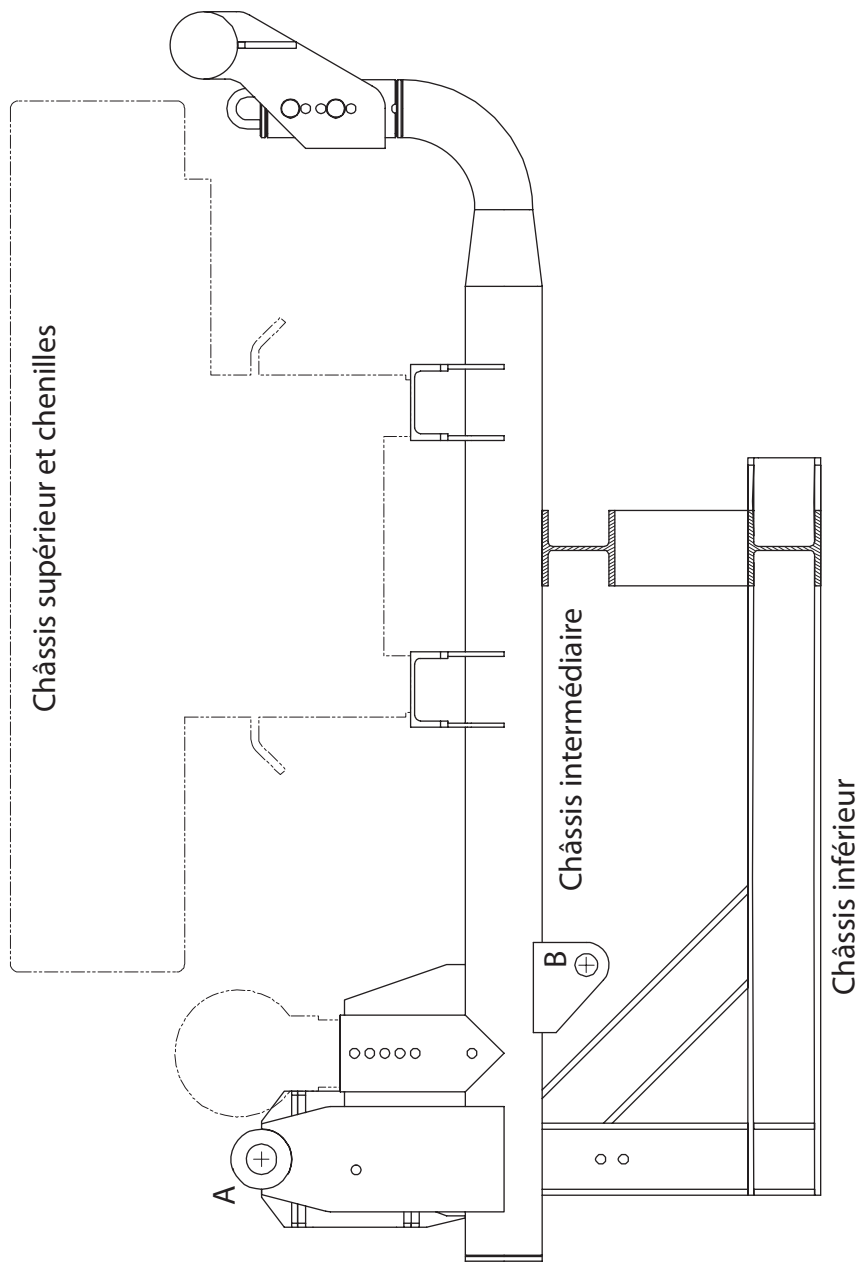 Châssis supérieur et chenilles
Châssis intermédiaire
Châssis inférieur
A
B